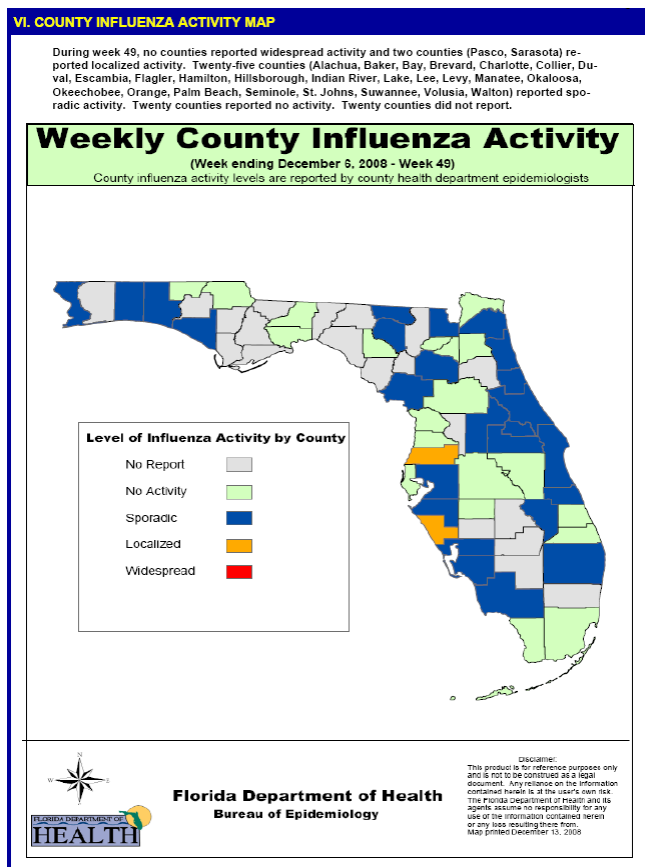 VI. COUNTY INFLUENZA ACTIVITY MAP
During week 49, no counties reported widespread activity and two counties (Pasco, Sarasota) re-
ported localized activity. Twenty-five counties (Alachua, Baker, Bay, Brevard, Charlotte, Collier, Du-
val, Escambia, Flagler, Hamilton, Hillsborough, Indian River, Lake, Lee, Levy, Manatee, Okaloosa,
Okeechobee, Orange, Palm Beach, Seminole, St. Johns, Suwannee, Volusia, Walton) reported spo-
radic activity. Twenty counties reported no activity. Twenty counties did not report.
Weekly County Influenza Activity
(Week ending December 6, 2008 - Week 49)
County influenza activity levels are reported by county health department epidemiologists
Level of Influenza Activity by County
No Report
No Activity
Sporadic
Localized
Widespread
N
W
E
S
FLORIDA DEPARTMENT OF
HEALTH
Florida Department of Health
Bureau of Epidemiology
Disclaimer:
This product is for reference purposes only
and is not to be construed as a legal
document. Any reliance on the information
contained herein is at the user's own risk.
The Florida Department of Health and its
agents assume no responsibility for any
use of the information contained herein
or any loss resulting there from.
Map printed December 13, 2008